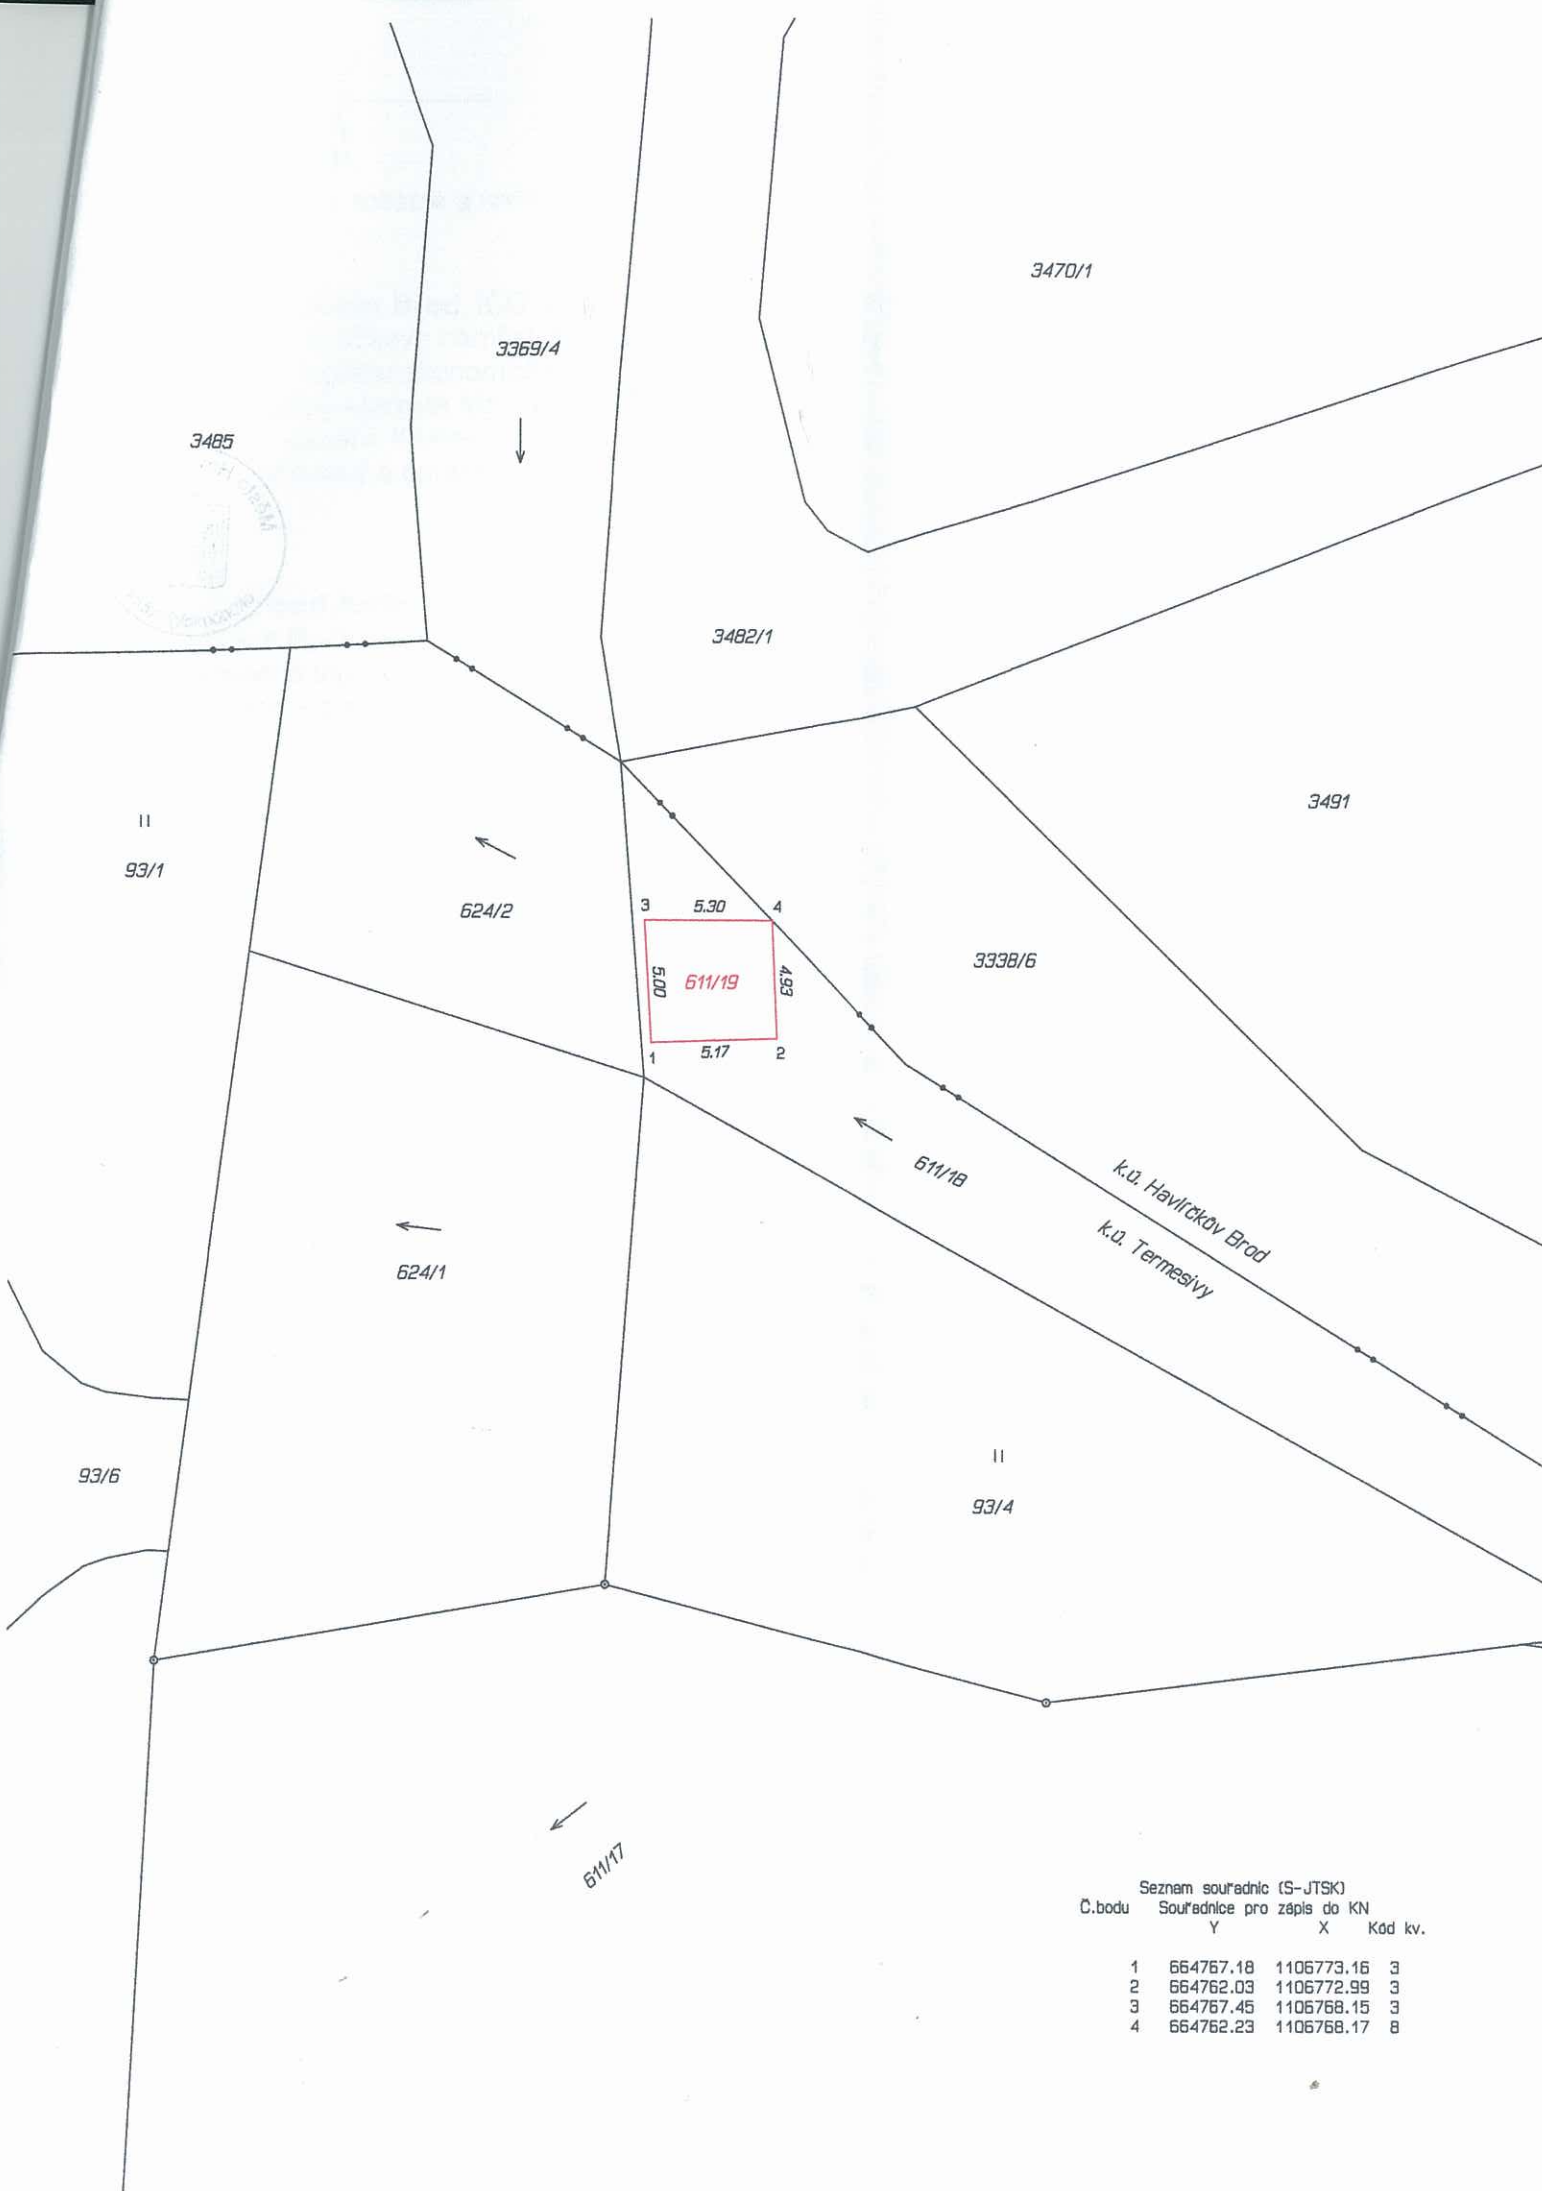 3470/1
3369/4
3485
3482/1
3491
II
93/1
624/2
3 5.30 4
3338/6
5.00 611/19 4.93
1 5.17 2
611/18
k.ú. Havlíčkův Brod
k.ú. Termesivy
624/1
93/6
II
93/4
611/17
Seznam souřadnic (S-JTSK)
Č.bodu Souřadnice pro zápis do KN
Y X Kód kv.
1 664767.18 1106773.16 3
2 664762.03 1106772.99 3
3 664767.45 1106768.15 3
4 664762.23 1106768.17 8